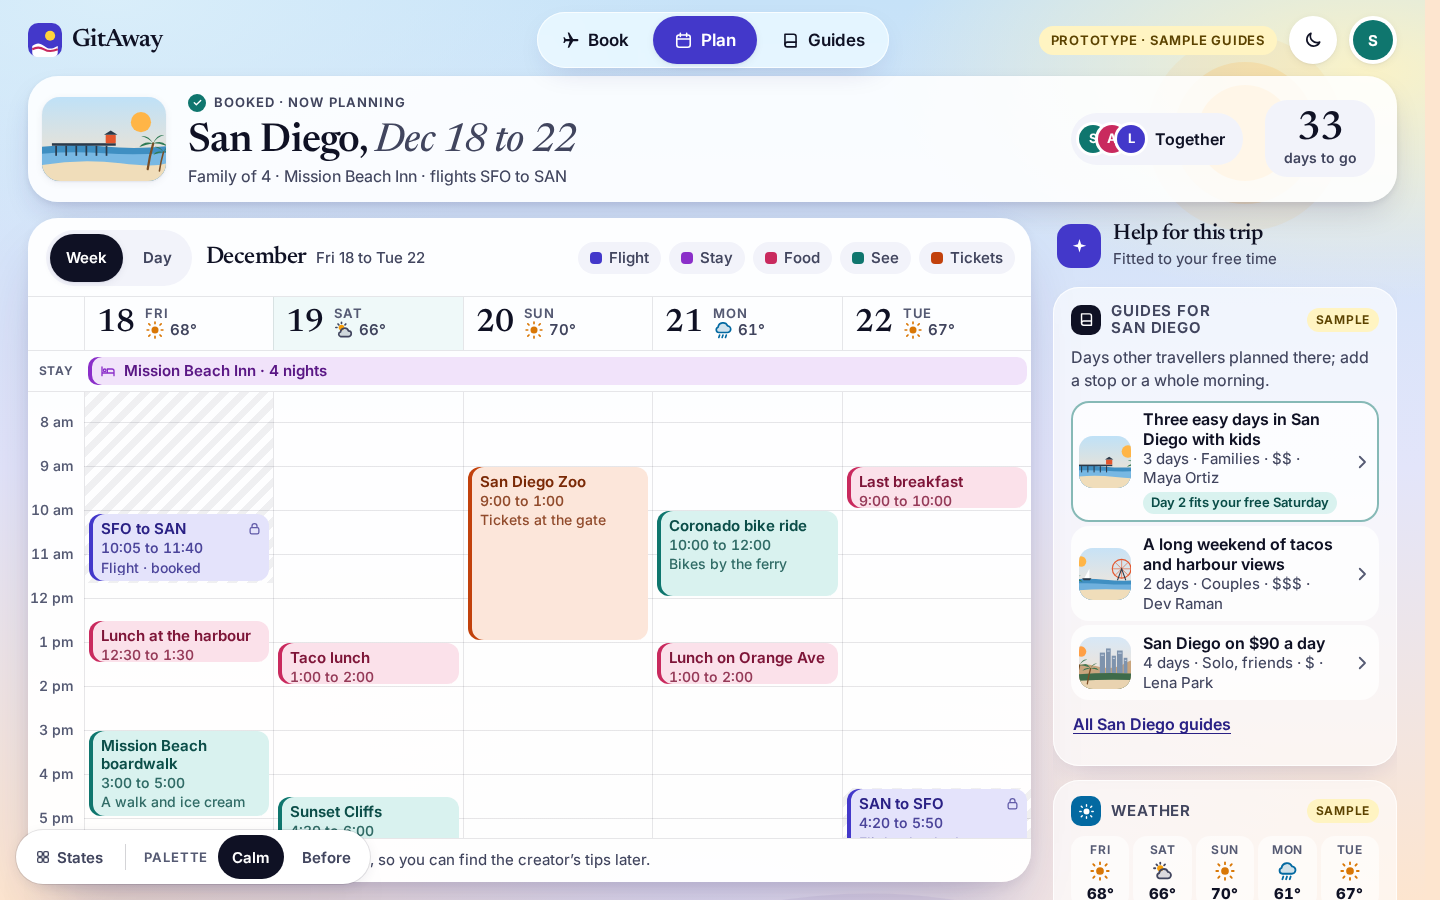 GitAway
Book
Plan
Guides
PROTOTYPE · SAMPLE GUIDES
S
BOOKED · NOW PLANNING
San Diego, Dec 18 to 22
Family of 4 · Mission Beach Inn · flights SFO to SAN
S A L Together
33
days to go
Week
Day
December Fri 18 to Tue 22
Flight
Stay
Food
See
Tickets
18 FRI 68°
19 SAT 66°
20 SUN 70°
21 MON 61°
22 TUE 67°
STAY
Mission Beach Inn · 4 nights
8 am
9 am
10 am
11 am
12 pm
1 pm
2 pm
3 pm
4 pm
5 pm
SFO to SAN
10:05 to 11:40
Flight · booked
Lunch at the harbour
12:30 to 1:30
Mission Beach
boardwalk
3:00 to 5:00
A walk and ice cream
Taco lunch
1:00 to 2:00
Sunset Cliffs
4:30 to 6:00
San Diego Zoo
9:00 to 1:00
Tickets at the gate
Coronado bike ride
10:00 to 12:00
Bikes by the ferry
Lunch on Orange Ave
1:00 to 2:00
Last breakfast
9:00 to 10:00
SAN to SFO
4:20 to 5:50
, so you can find the creator’s tips later.
States
PALETTE
Calm
Before
Help for this trip
Fitted to your free time
GUIDES FOR
SAN DIEGO
SAMPLE
Days other travellers planned there; add
a stop or a whole morning.
Three easy days in San
Diego with kids
3 days · Families · $$ ·
Maya Ortiz
Day 2 fits your free Saturday
A long weekend of tacos
and harbour views
2 days · Couples · $$$ ·
Dev Raman
San Diego on $90 a day
4 days · Solo, friends · $ ·
Lena Park
All San Diego guides
WEATHER
SAMPLE
FRI
SAT
SUN
MON
TUE
68°
66°
70°
61°
67°